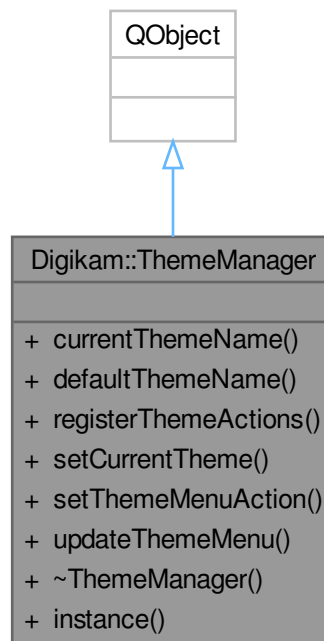 QObject
Digikam::ThemeManager
+ currentThemeName()
+ defaultThemeName()
+ registerThemeActions()
+ setCurrentTheme()
+ setThemeMenuAction()
+ updateThemeMenu()
+ ~ThemeManager()
+ instance()